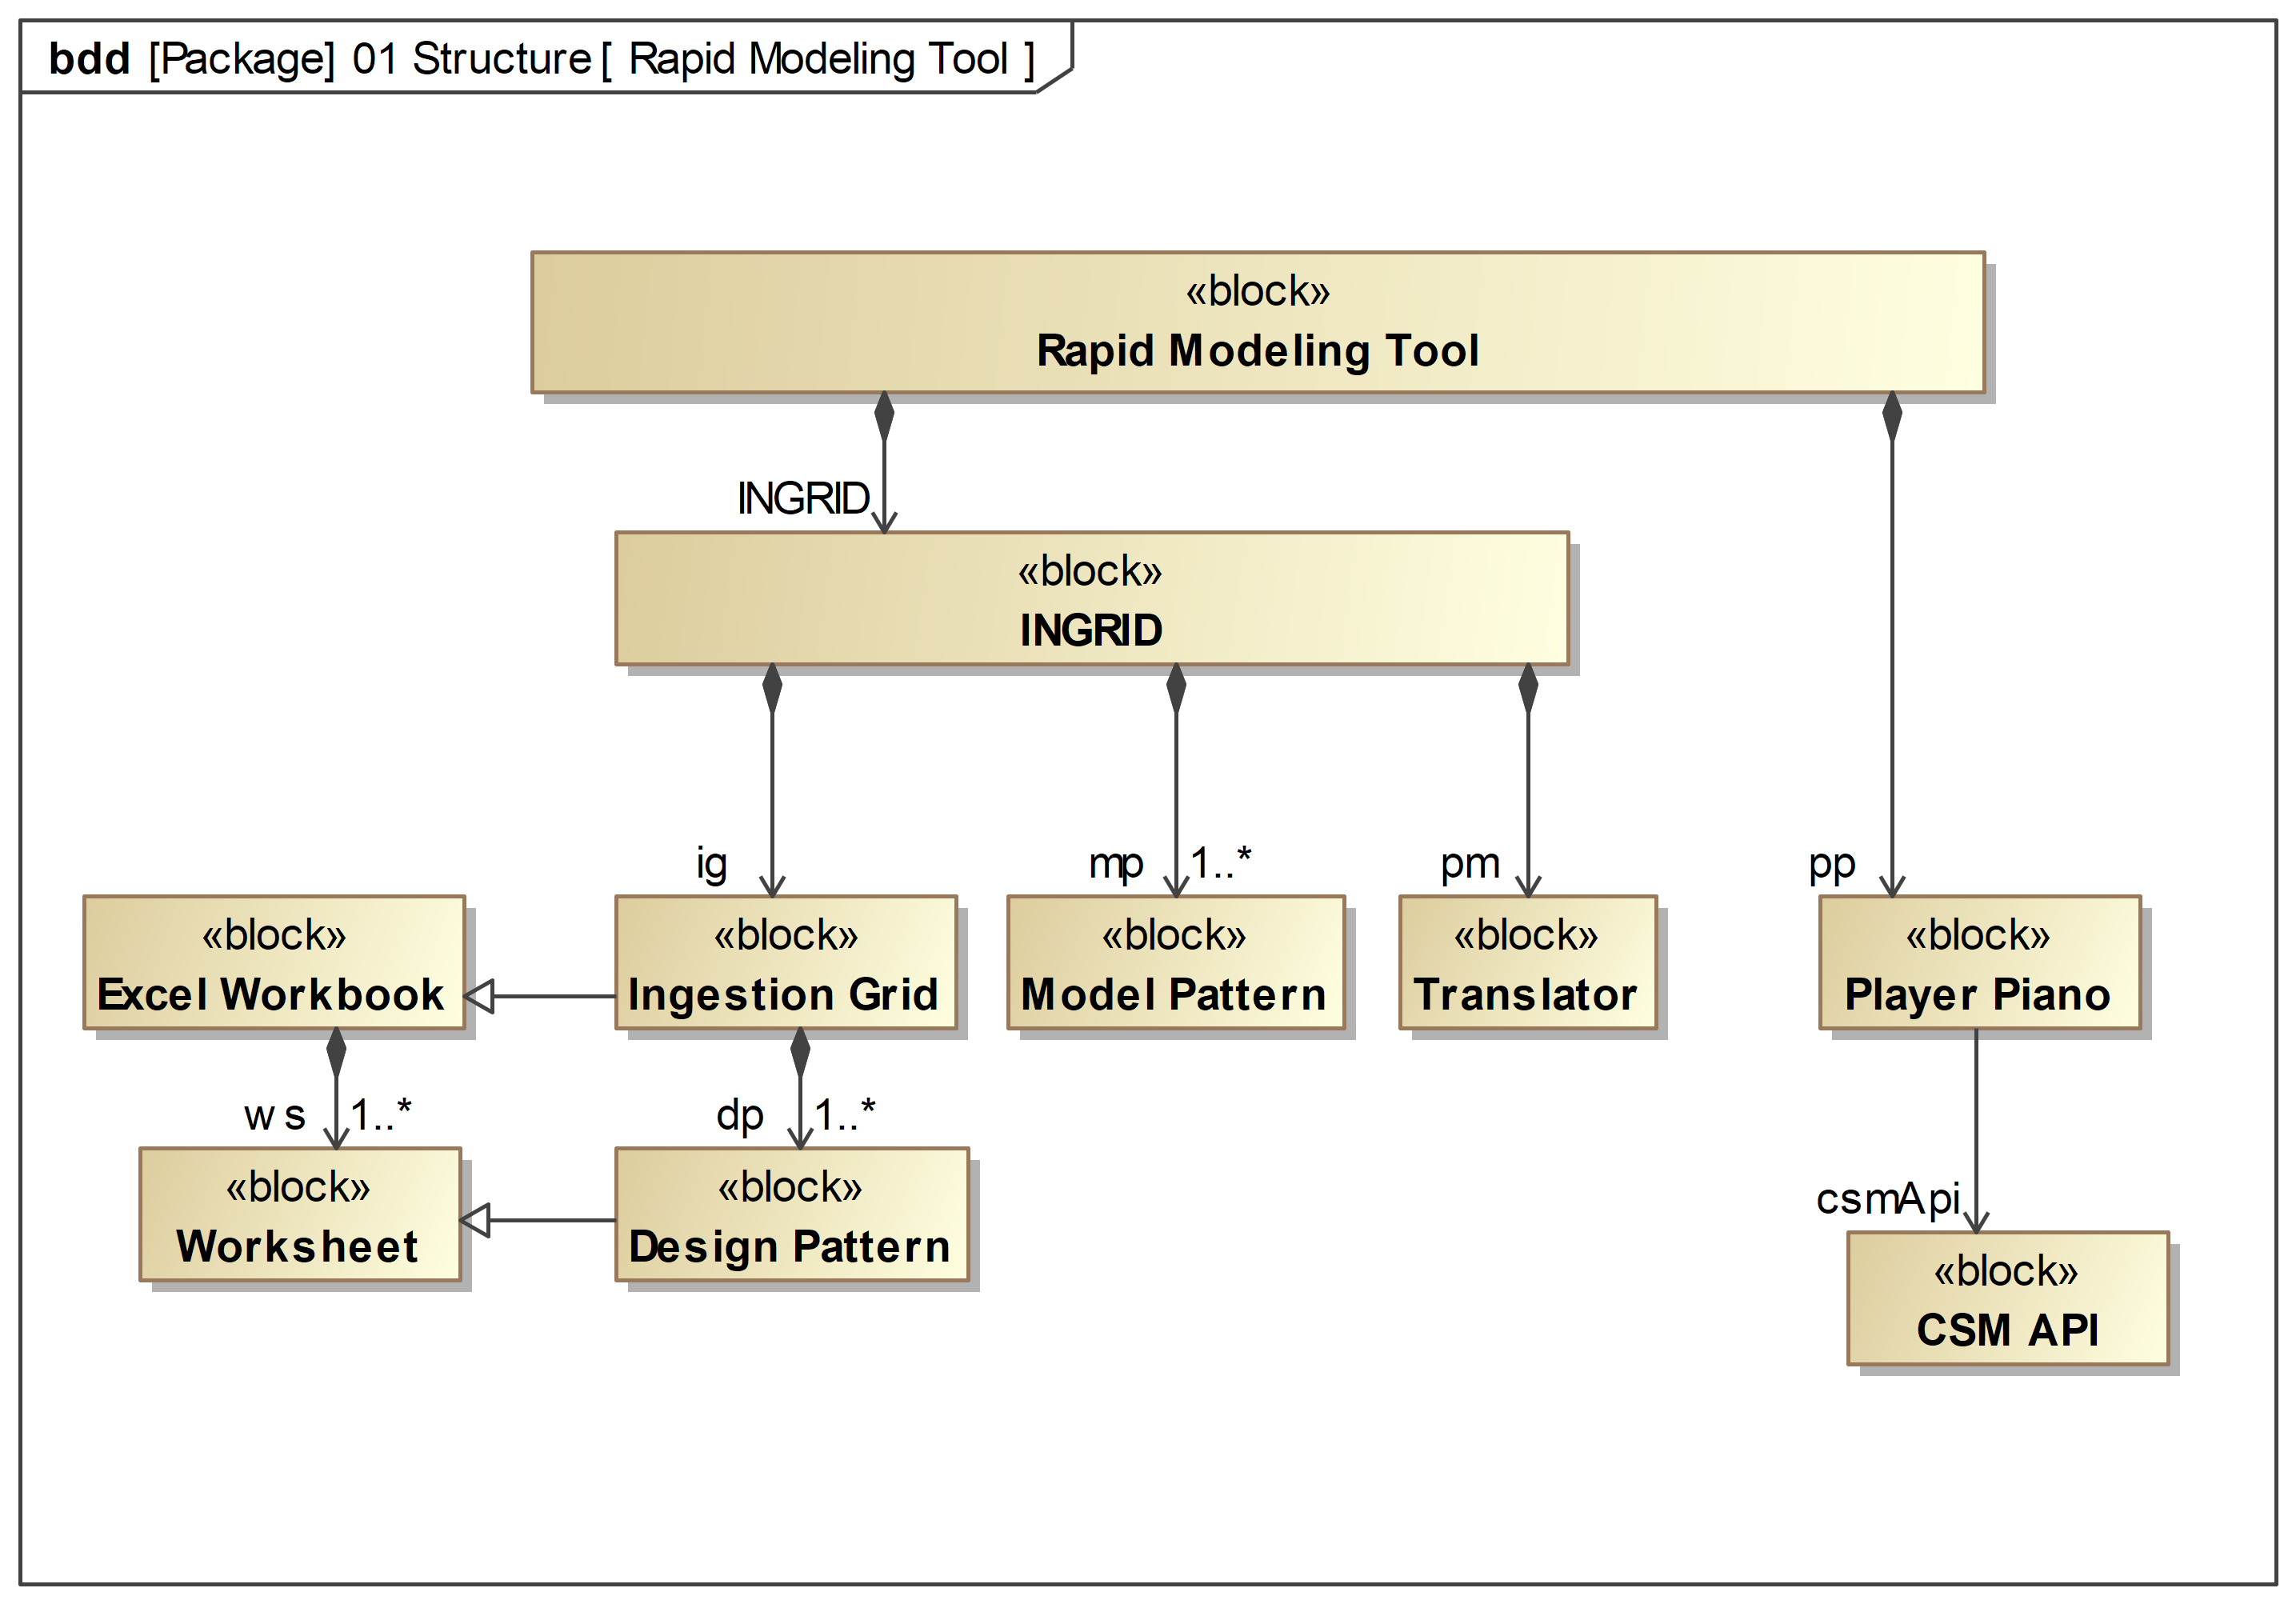 bdd [Package] 01 Structure [ Rapid Modeling Tool ]
«block»
Rapid Modeling Tool
INGRID
«block»
INGRID
ig
mp 1..*
pm
pp
«block»
Excel Workbook
«block»
Ingestion Grid
«block»
Model Pattern
«block»
Translator
«block»
Player Piano
ws 1..*
dp 1..*
«block»
Worksheet
«block»
Design Pattern
csmApi
«block»
CSM API